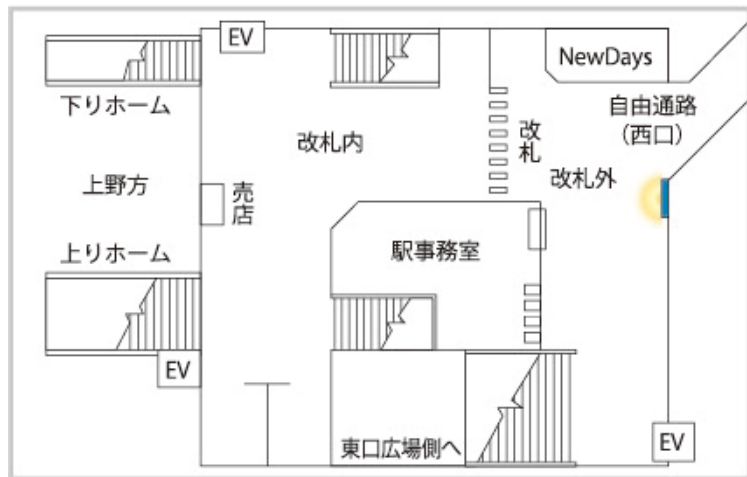 EV
NewDays
下りホーム
自由通路
（西口）
改札内
改札
改札外
上野方
売店
上りホーム
駅事務室
EV
東口広場側へ
EV